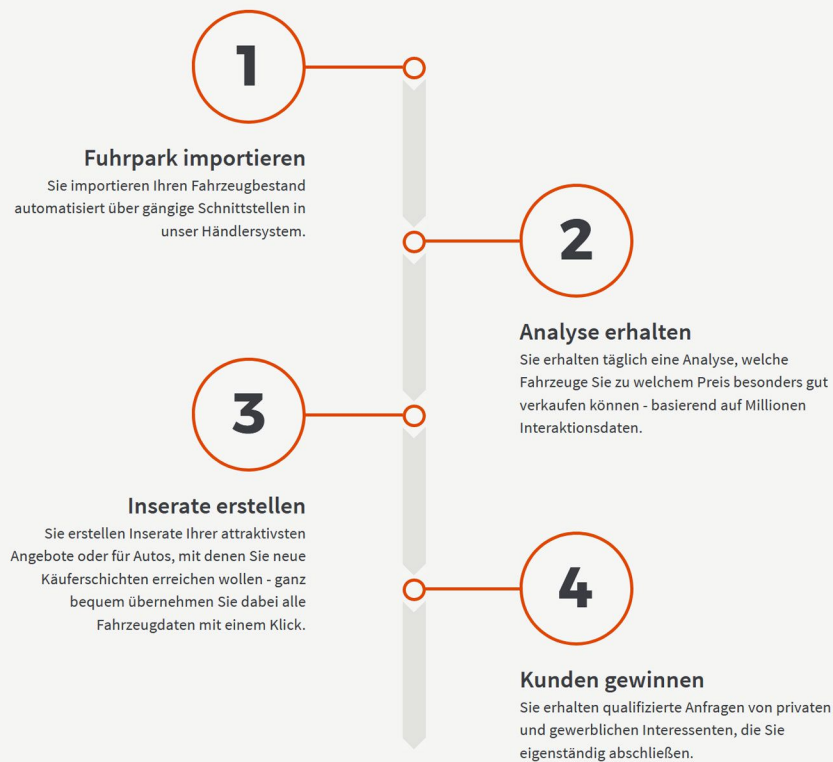 1
Fuhrpark importieren
Sie importieren Ihren Fahrzeugbestand
automatisiert über gängige Schnittstellen in
unser Händlersystem.
2
Analyse erhalten
Sie erhalten täglich eine Analyse, welche
Fahrzeuge Sie zu welchem Preis besonders gut
verkaufen können - basierend auf Millionen
Interaktionsdaten.
3
Inserate erstellen
Sie erstellen Inserate Ihrer attraktivsten
Angebote oder für Autos, mit denen Sie neue
Käuferschichten erreichen wollen - ganz
bequem übernehmen Sie dabei alle
Fahrzeugdaten mit einem Klick.
4
Kunden gewinnen
Sie erhalten qualifizierte Anfragen von privaten
und gewerblichen Interessenten, die Sie
eigenständig abschließen.